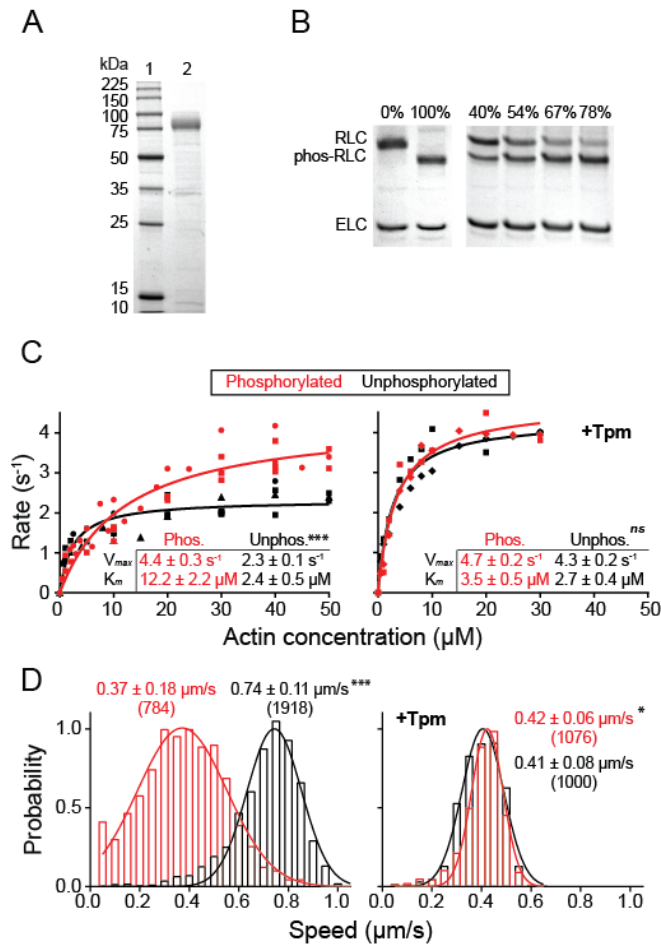 A
kDa 1 2
225
150
100
75
50
35
25
15
10
B
0% 100% 40% 54% 67% 78%
RLC
phos-RLC
ELC
C
Phosphorylated Unphosphorylated
Rate (s⁻¹)
4
3
2
1
0
Phos. Unphos.***
Vmax 4.4 ± 0.3 s⁻¹ 2.3 ± 0.1 s⁻¹
Km 12.2 ± 2.2 µM 2.4 ± 0.5 µM
0 10 20 30 40 50
+Tpm
Phos. Unphos.ns
Vmax 4.7 ± 0.2 s⁻¹ 4.3 ± 0.2 s⁻¹
Km 3.5 ± 0.5 µM 2.7 ± 0.4 µM
0 10 20 30 40 50
Actin concentration (µM)
D
Probability
1.0
0.5
0.0
0.37 ± 0.18 µm/s 0.74 ± 0.11 µm/s***
(784) (1918)
0.0 0.2 0.4 0.6 0.8 1.0
+Tpm
0.42 ± 0.06 µm/s*
(1076)
0.41 ± 0.08 µm/s
(1000)
0.0 0.2 0.4 0.6 0.8 1.0
Speed (µm/s)